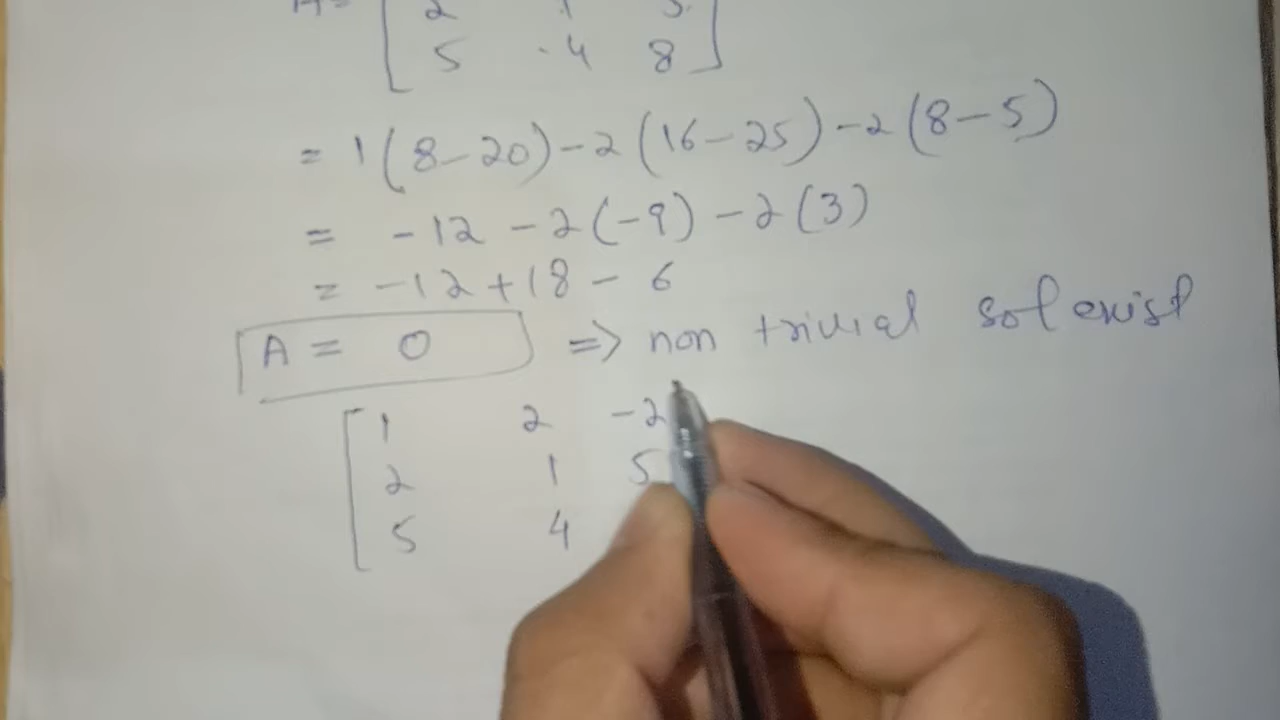 A= [ 2 1 5
5 4 8 ]
= 1 (8-20) -2 (16-25) -2 (8-5)
= -12 -2(-9) -2(3)
= -12+18-6
A = 0 => non trivial sol exist
[ 1 2 -2
2 1 5
5 4